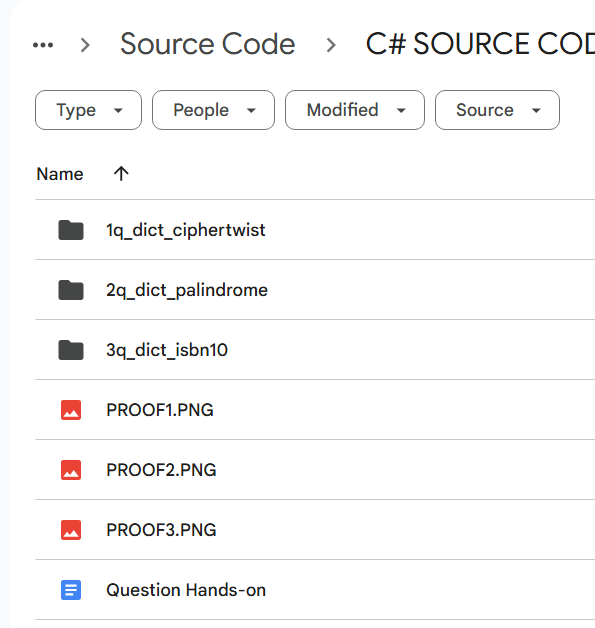 ... > Source Code > C# SOURCE COD
Type People Modified Source
Name
1q_dict_ciphertwist
2q_dict_palindrome
3q_dict_isbn10
PROOF1.PNG
PROOF2.PNG
PROOF3.PNG
Question Hands-on